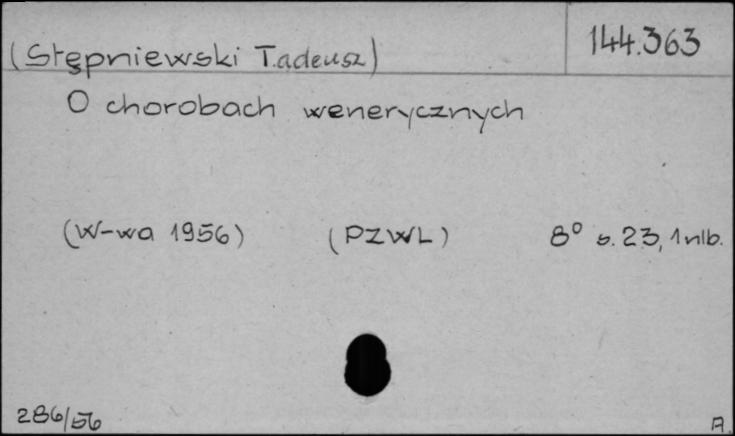 (Stępniewski Tadeusz) 144.363
O chorobach wenerycznych
(W-wa 1956) (PZWL) 8° s. 23, 1 nlb.
286/56 A.